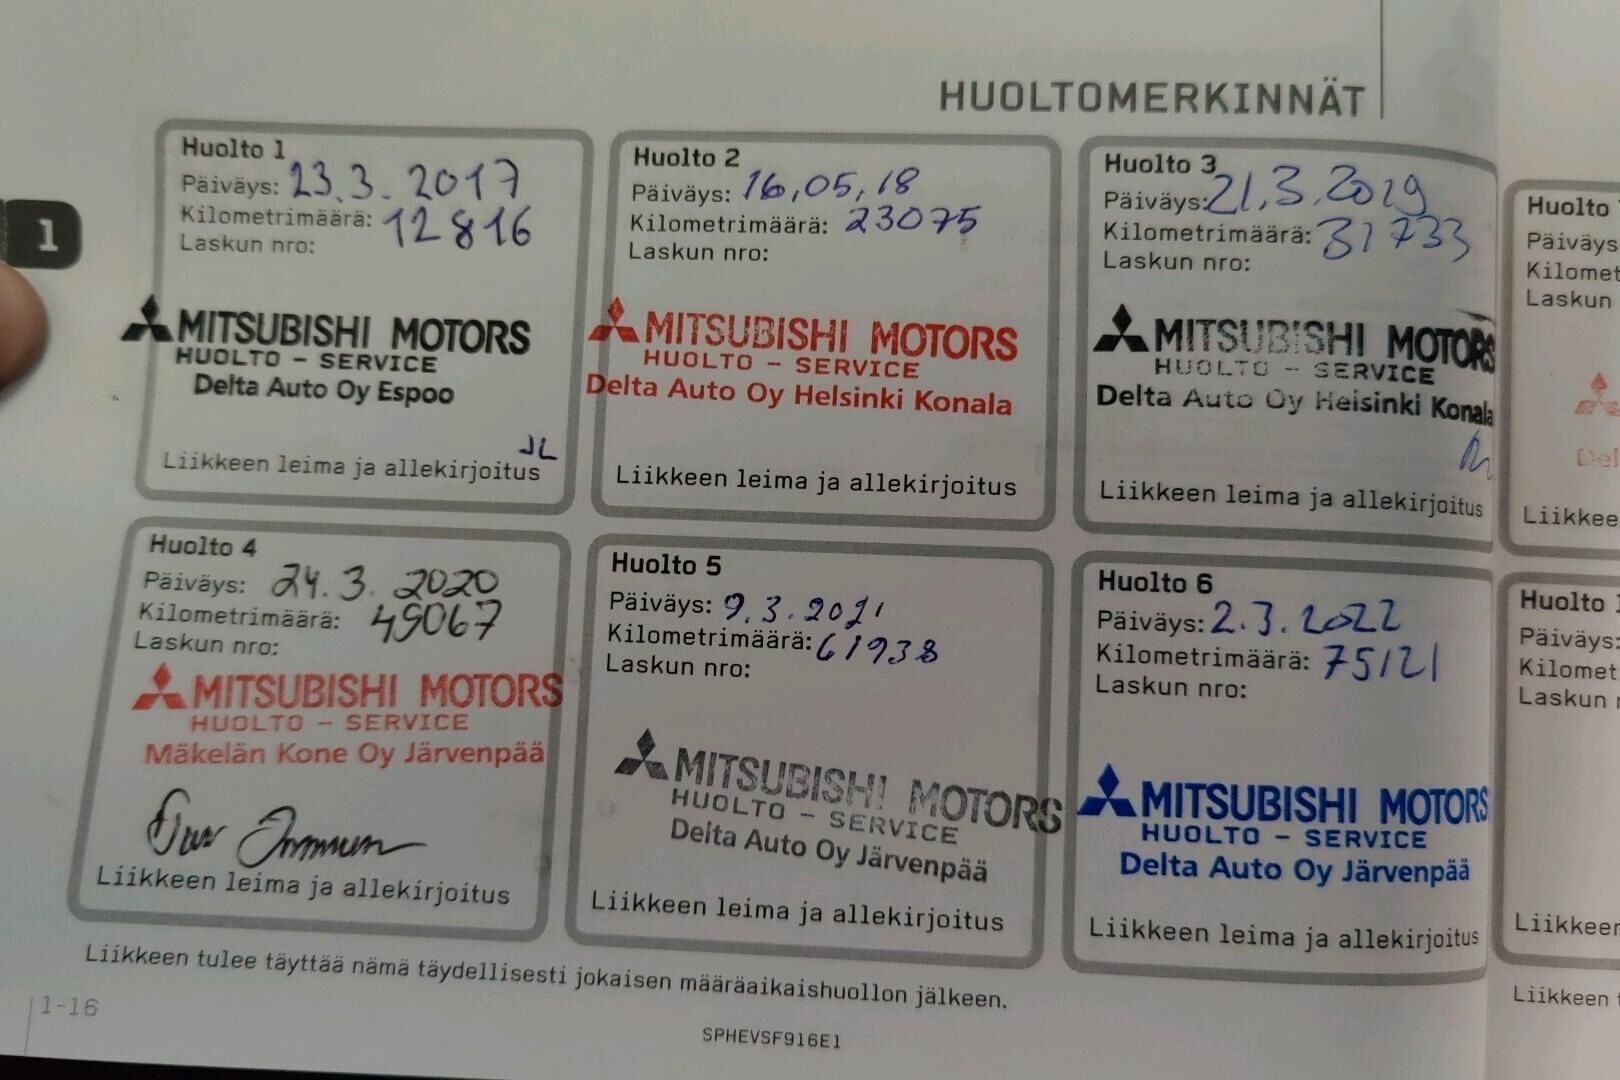 HUOLTOMERKINNÄT
1
Huolto 1
Päiväys: 23.3.2017
Kilometrimäärä: 12816
Laskun nro:
MITSUBISHI MOTORS
HUOLTO - SERVICE
Delta Auto Oy Espoo
JL
Liikkeen leima ja allekirjoitus
Huolto 2
Päiväys: 16,05,18
Kilometrimäärä: 23075
Laskun nro:
MITSUBISHI MOTORS
HUOLTO - SERVICE
Delta Auto Oy Helsinki Konala
Liikkeen leima ja allekirjoitus
Huolto 3
Päiväys: 21.3.2019
Kilometrimäärä: 31733
Laskun nro:
MITSUBISHI MOTORS
HUOLTO - SERVICE
Delta Auto Oy Helsinki Konala
Liikkeen leima ja allekirjoitus
Huolto
Päiväys
Kilomet
Laskun
Del
Liikkee
Huolto 4
Päiväys: 24.3.2020
Kilometrimäärä: 45067
Laskun nro:
MITSUBISHI MOTORS
HUOLTO - SERVICE
Mäkelän Kone Oy Järvenpää
Liikkeen leima ja allekirjoitus
Huolto 5
Päiväys: 9.3.2021
Kilometrimäärä: 61938
Laskun nro:
MITSUBISHI MOTORS
HUOLTO - SERVICE
Delta Auto Oy Järvenpää
Liikkeen leima ja allekirjoitus
Huolto 6
Päiväys: 2.3.2022
Kilometrimäärä: 75121
Laskun nro:
MITSUBISHI MOTORS
HUOLTO - SERVICE
Delta Auto Oy Järvenpää
Liikkeen leima ja allekirjoitus
Huolto 1
Päiväys:
Kilomet
Laskun
Liikkeer
Liikkeen tulee täyttää nämä täydellisesti jokaisen määräaikaishuollon jälkeen.
Liikkeen
1-16
SPHEVSF916E1